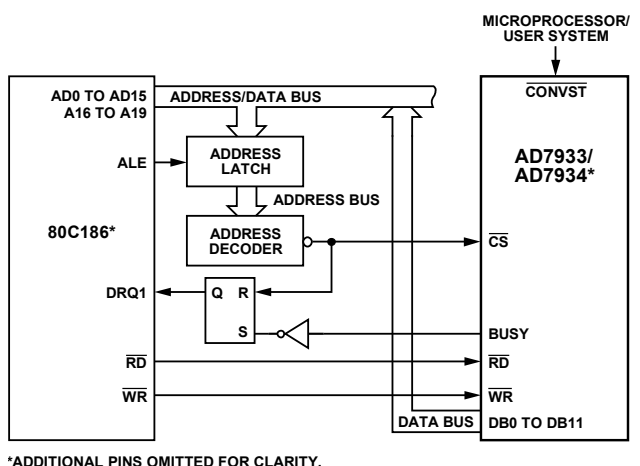 MICROPROCESSOR/
USER SYSTEM
AD0 TO AD15
A16 TO A19
ADDRESS/DATA BUS
CONVST
ALE
ADDRESS
LATCH
AD7933/
AD7934*
ADDRESS BUS
80C186*
ADDRESS
DECODER
CS
DRQ1
Q R
S
BUSY
RD
RD
WR
WR
DATA BUS
DB0 TO DB11
*ADDITIONAL PINS OMITTED FOR CLARITY.